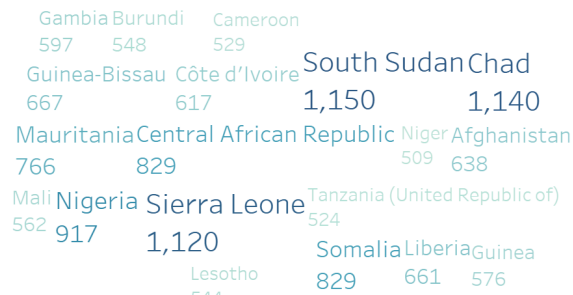 Gambia
597
Burundi
548
Cameroon
529
South Sudan
1,150
Chad
1,140
Guinea-Bissau
667
Côte d'Ivoire
617
Mauritania
766
Central African Republic
829
Niger
509
Afghanistan
638
Mali
562
Nigeria
917
Sierra Leone
1,120
Tanzania (United Republic of)
524
Somalia
829
Liberia
661
Guinea
576
Lesotho